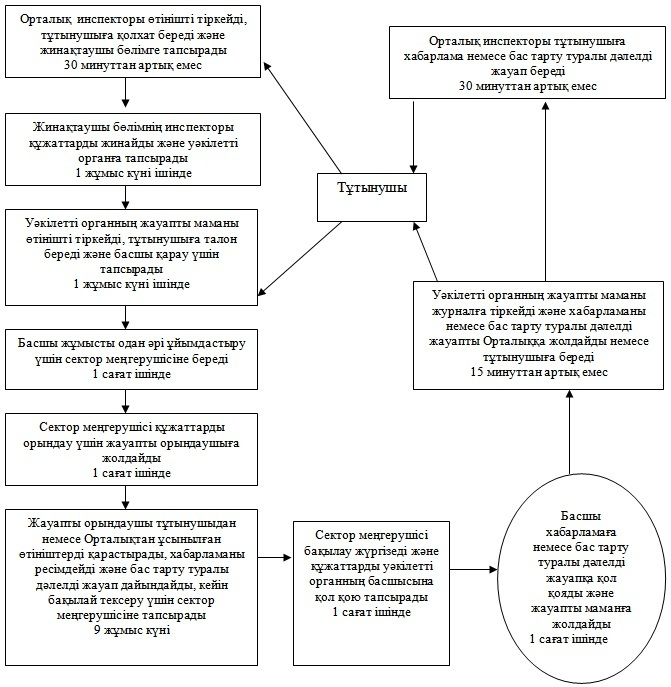 Орталық инспекторы өтінішті тіркейді,
тұтынушыға қолхат береді және
жинақтаушы бөлімге тапсырады
30 минуттан артық емес
Жинақтаушы бөлімнің инспекторы
құжаттарды жинайды және уәкілетті
органға тапсырады
1 жұмыс күні ішінде
Уәкілетті органның жауапты маманы
өтінішті тіркейді, тұтынушыға талон
береді және басшы қарау үшін
тапсырады
1 жұмыс күні ішінде
Басшы жұмысты одан әрі ұйымдастыру
үшін сектор меңгерушісіне береді
1 сағат ішінде
Сектор меңгерушісі құжаттарды
орындау үшін жауапты орындаушыға
жолдайды
1 сағат ішінде
Жауапты орындаушы тұтынушыдан
немесе Орталықтан ұсынылған
өтініштерді қарастырады, хабарламаны
ресімдейді және бас тарту туралы
дәлелді жауап дайындайды, кейін
бақылай тексеру үшін сектор
меңгерушісіне тапсырады
9 жұмыс күні
Сектор меңгерушісі
бақылау жүргізеді және
құжаттарды уәкілетті
органның басшысына
қол қою тапсырады
1 сағат ішінде
Басшы
хабарламаға
немесе бас тарту
туралы дәлелді
жауапқа қол
қояды және
жауапты маманға
жолдайды
1 сағат ішінде
Уәкілетті органның жауапты маманы
журналға тіркейді және хабарламаны
немесе бас тарту туралы дәлелді
жауапты Орталыққа жолдайды немесе
тұтынушыға береді
15 минуттан артық емес
Орталық инспекторы тұтынушыға
хабарлама немесе бас тарту туралы дәлелді
жауап береді
30 минуттан артық емес
Тұтынушы